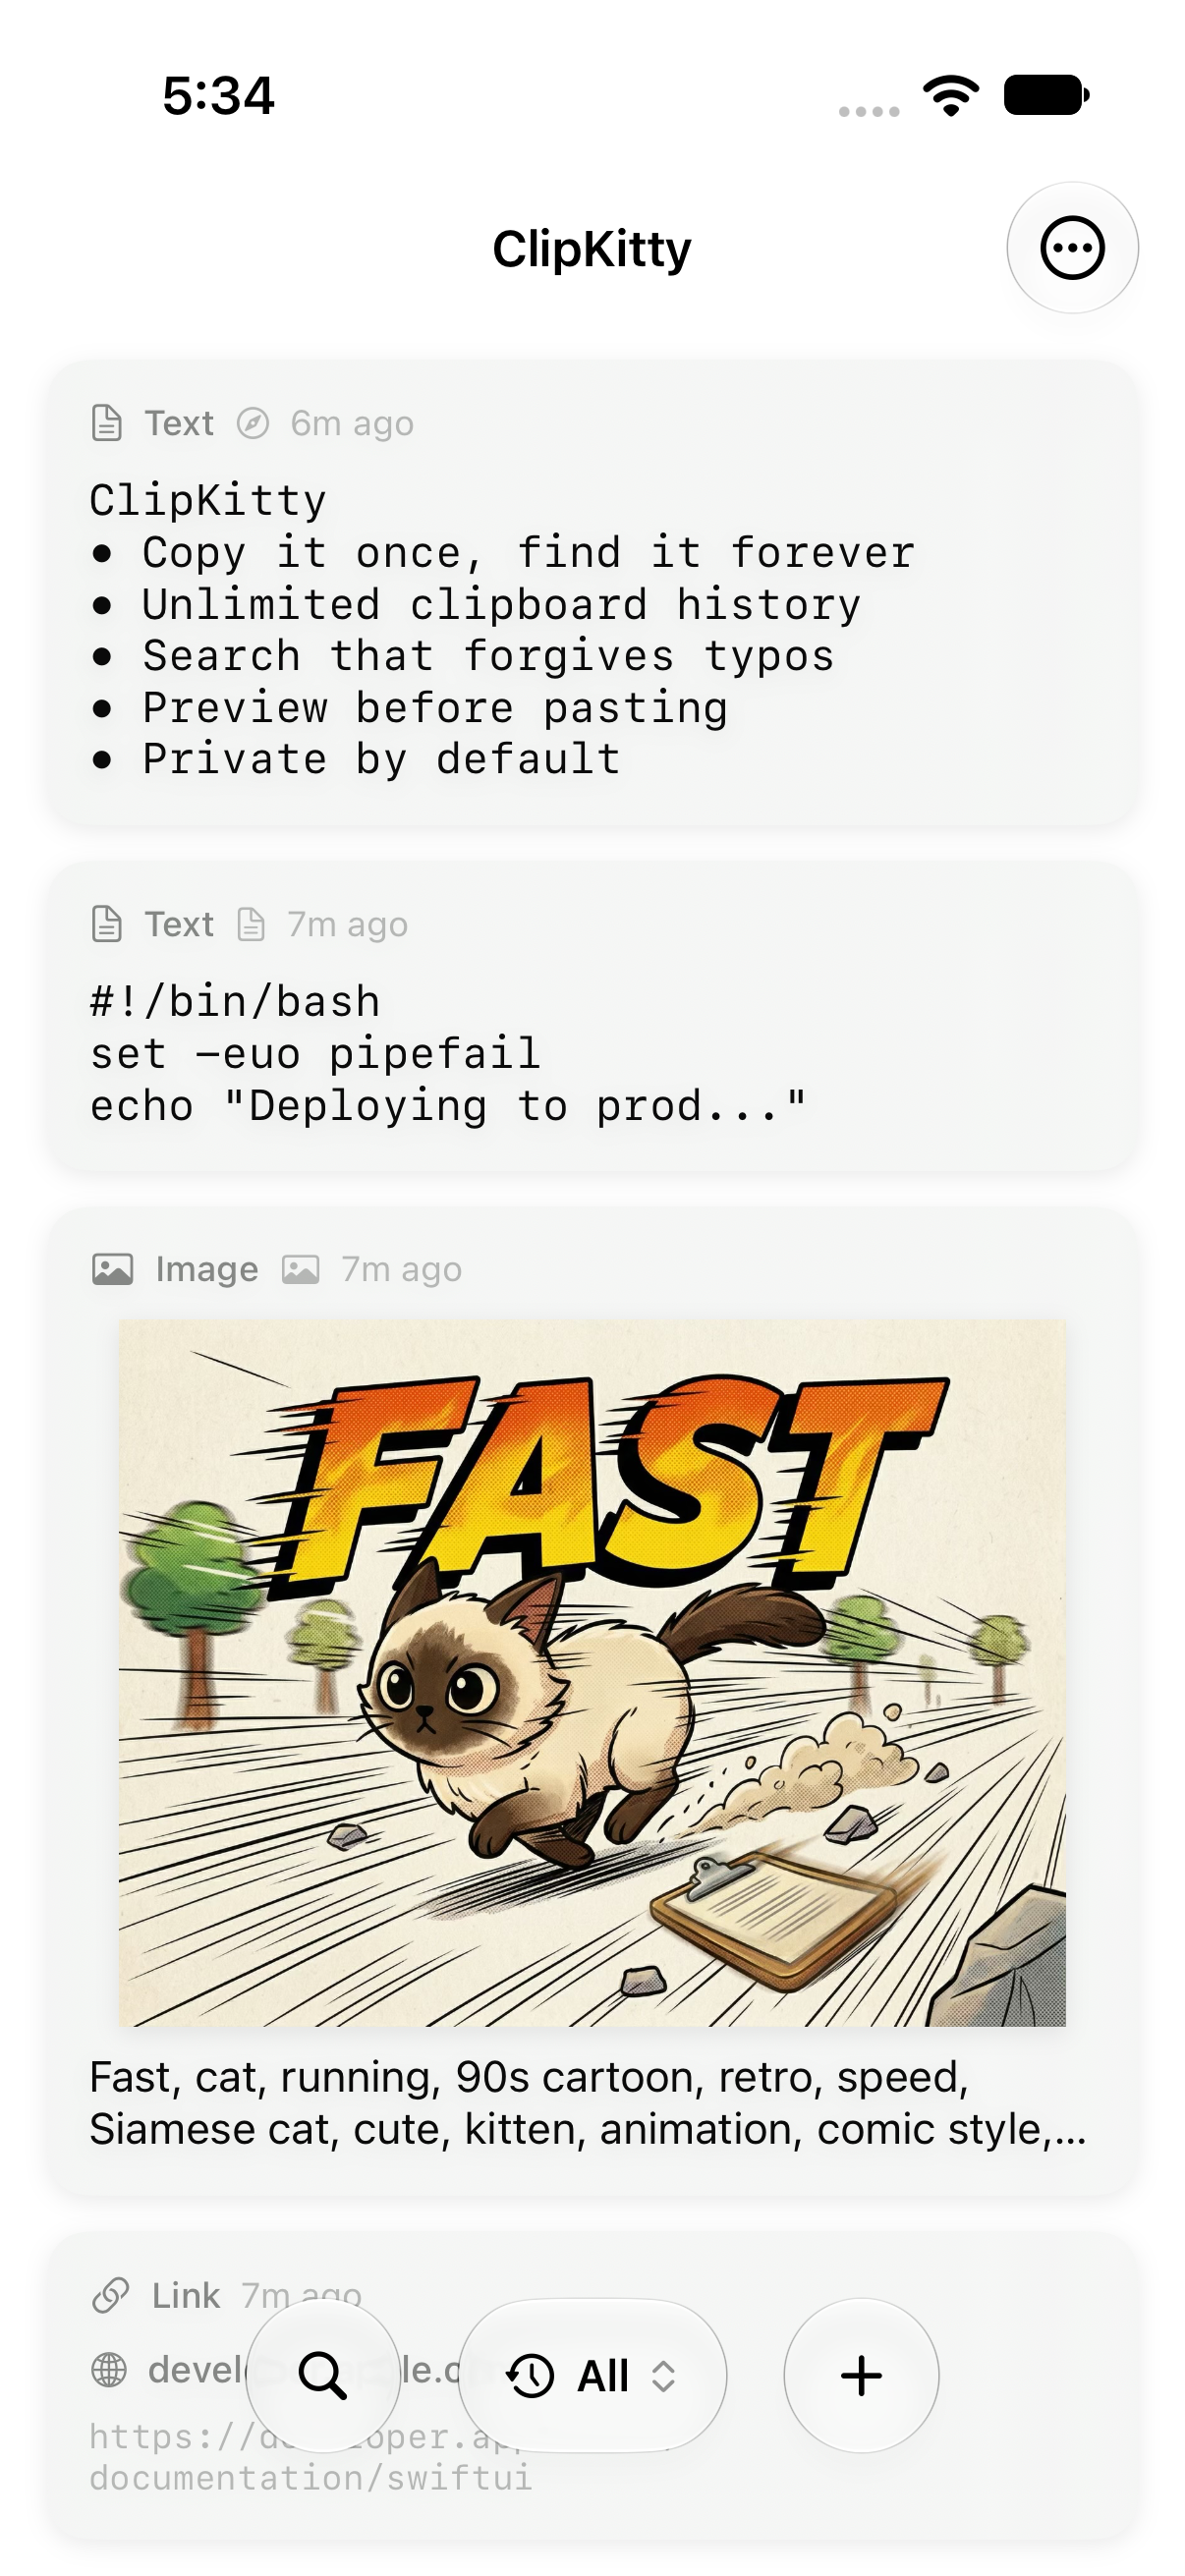 5:34
ClipKitty
Text 6m ago
ClipKitty
• Copy it once, find it forever
• Unlimited clipboard history
• Search that forgives typos
• Preview before pasting
• Private by default
Text 7m ago
#!/bin/bash
set -euo pipefail
echo "Deploying to prod..."
Image 7m ago
FAST
Fast, cat, running, 90s cartoon, retro, speed,
Siamese cat, cute, kitten, animation, comic style,...
Link 7m ago
All
documentation/swiftui